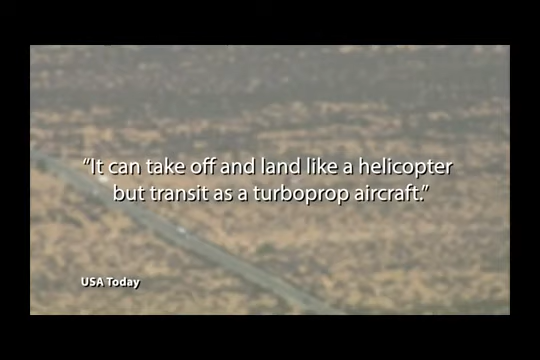 “It can take off and land like a helicopter
but transit as a turboprop aircraft.”
USA Today